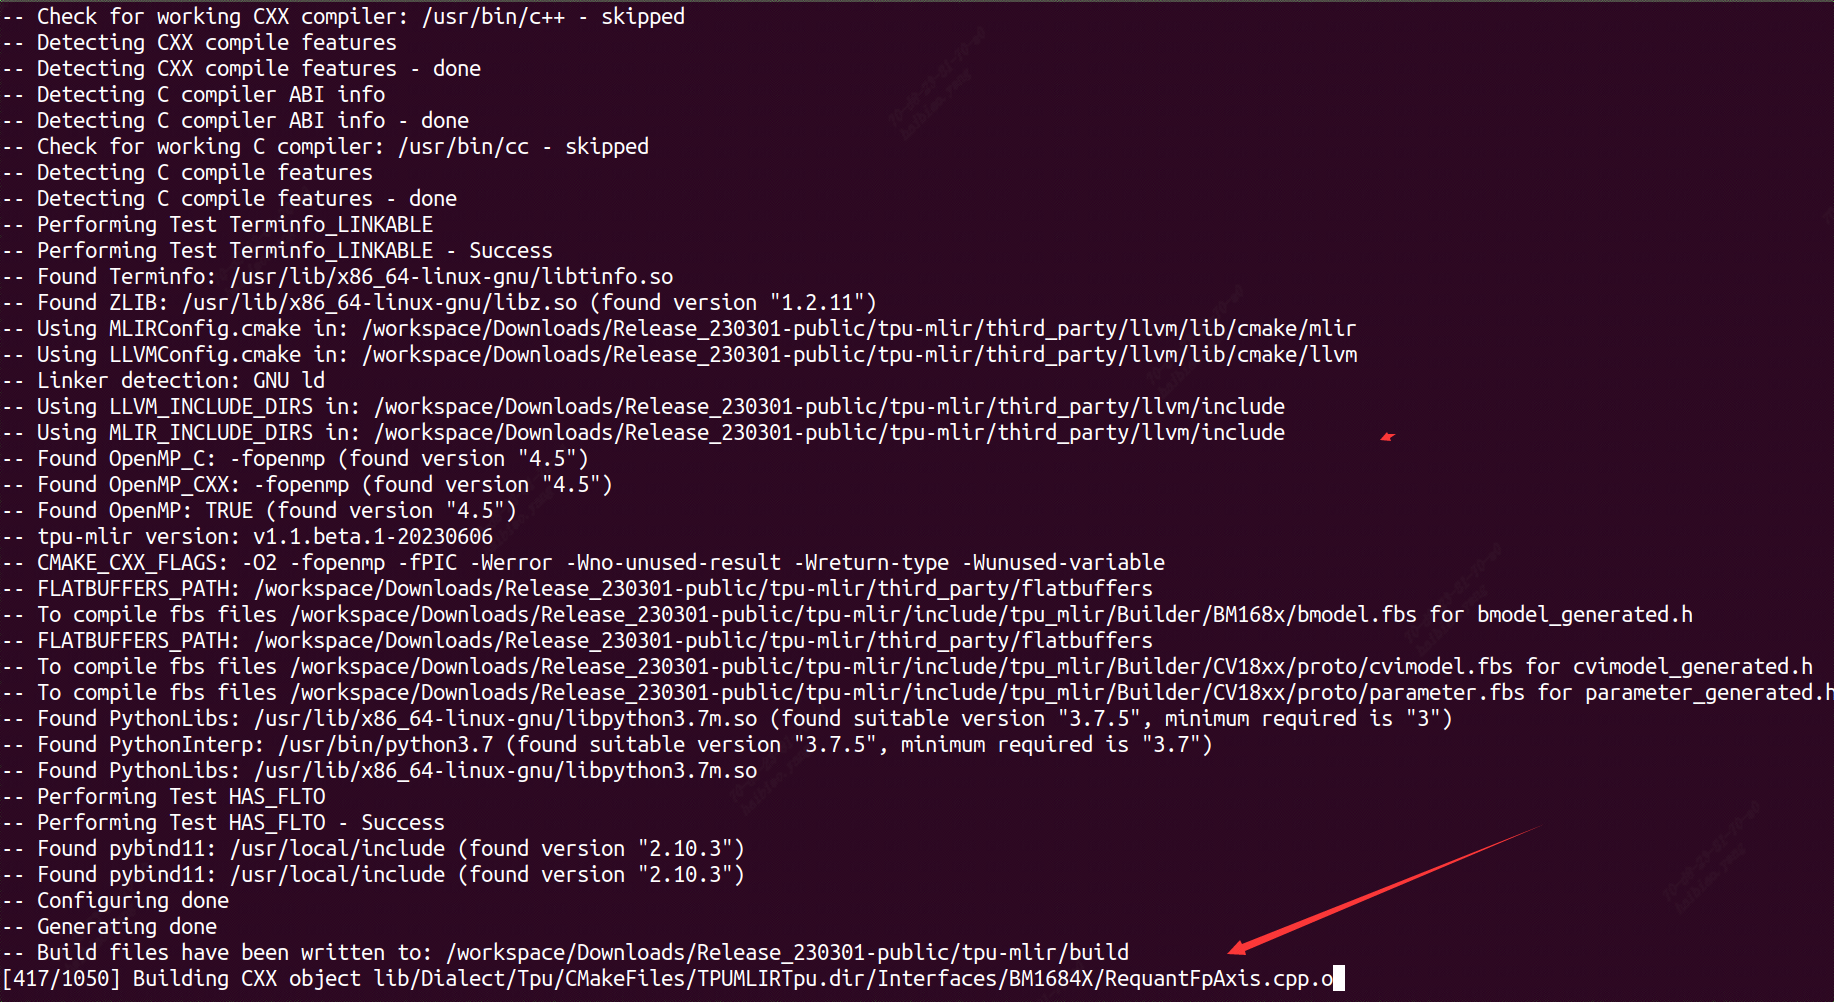 -- Check for working CXX compiler: /usr/bin/c++ - skipped
-- Detecting CXX compile features
-- Detecting CXX compile features - done
-- Detecting C compiler ABI info
-- Detecting C compiler ABI info - done
-- Check for working C compiler: /usr/bin/cc - skipped
-- Detecting C compile features
-- Detecting C compile features - done
-- Performing Test Terminfo_LINKABLE
-- Performing Test Terminfo_LINKABLE - Success
-- Found Terminfo: /usr/lib/x86_64-linux-gnu/libtinfo.so
-- Found ZLIB: /usr/lib/x86_64-linux-gnu/libz.so (found version "1.2.11")
-- Using MLIRConfig.cmake in: /workspace/Downloads/Release_230301-public/tpu-mlir/third_party/llvm/lib/cmake/mlir
-- Using LLVMConfig.cmake in: /workspace/Downloads/Release_230301-public/tpu-mlir/third_party/llvm/lib/cmake/llvm
-- Linker detection: GNU ld
-- Using LLVM_INCLUDE_DIRS in: /workspace/Downloads/Release_230301-public/tpu-mlir/third_party/llvm/include
-- Using MLIR_INCLUDE_DIRS in: /workspace/Downloads/Release_230301-public/tpu-mlir/third_party/llvm/include
-- Found OpenMP_C: -fopenmp (found version "4.5")
-- Found OpenMP_CXX: -fopenmp (found version "4.5")
-- Found OpenMP: TRUE (found version "4.5")
-- tpu-mlir version: v1.1.beta.1-20230606
-- CMAKE_CXX_FLAGS: -O2 -fopenmp -fPIC -Werror -Wno-unused-result -Wreturn-type -Wunused-variable
-- FLATBUFFERS_PATH: /workspace/Downloads/Release_230301-public/tpu-mlir/third_party/flatbuffers
-- To compile fbs files /workspace/Downloads/Release_230301-public/tpu-mlir/include/tpu_mlir/Builder/BM168x/bmodel.fbs for bmodel_generated.h
-- FLATBUFFERS_PATH: /workspace/Downloads/Release_230301-public/tpu-mlir/third_party/flatbuffers
-- To compile fbs files /workspace/Downloads/Release_230301-public/tpu-mlir/include/tpu_mlir/Builder/CV18xx/proto/cvimodel.fbs for cvimodel_generated.h
-- To compile fbs files /workspace/Downloads/Release_230301-public/tpu-mlir/include/tpu_mlir/Builder/CV18xx/proto/parameter.fbs for parameter_generated.h
-- Found PythonLibs: /usr/lib/x86_64-linux-gnu/libpython3.7m.so (found suitable version "3.7.5", minimum required is "3")
-- Found PythonInterp: /usr/bin/python3.7 (found suitable version "3.7.5", minimum required is "3.7")
-- Found PythonLibs: /usr/lib/x86_64-linux-gnu/libpython3.7m.so
-- Performing Test HAS_FLTO
-- Performing Test HAS_FLTO - Success
-- Found pybind11: /usr/local/include (found version "2.10.3")
-- Found pybind11: /usr/local/include (found version "2.10.3")
-- Configuring done
-- Generating done
-- Build files have been written to: /workspace/Downloads/Release_230301-public/tpu-mlir/build
[417/1050] Building CXX object lib/Dialect/Tpu/CMakeFiles/TPUMLIRTpu.dir/Interfaces/BM1684X/RequantFpAxis.cpp.o